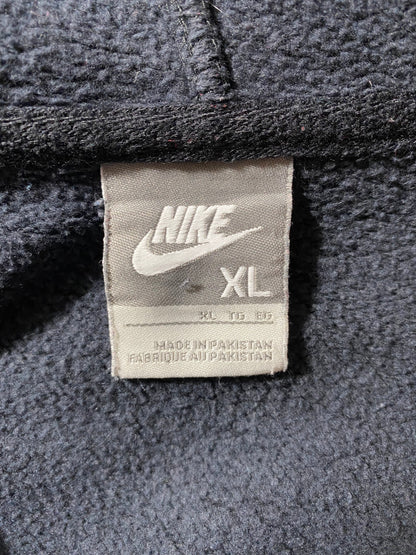 NIKE
XL
XL TG EG
MADE IN PAKISTAN
FABRIQUE AU PAKISTAN